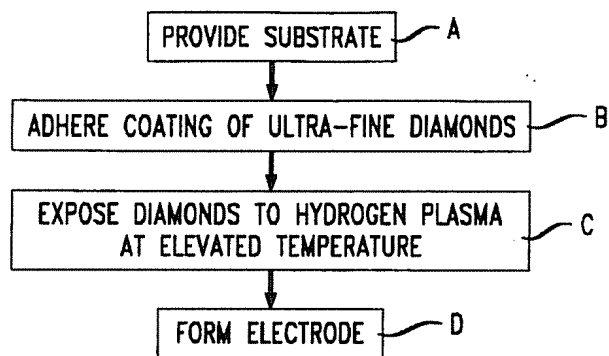 PROVIDE SUBSTRATE A
ADHERE COATING OF ULTRA-FINE DIAMONDS B
EXPOSE DIAMONDS TO HYDROGEN PLASMA
AT ELEVATED TEMPERATURE C
FORM ELECTRODE D